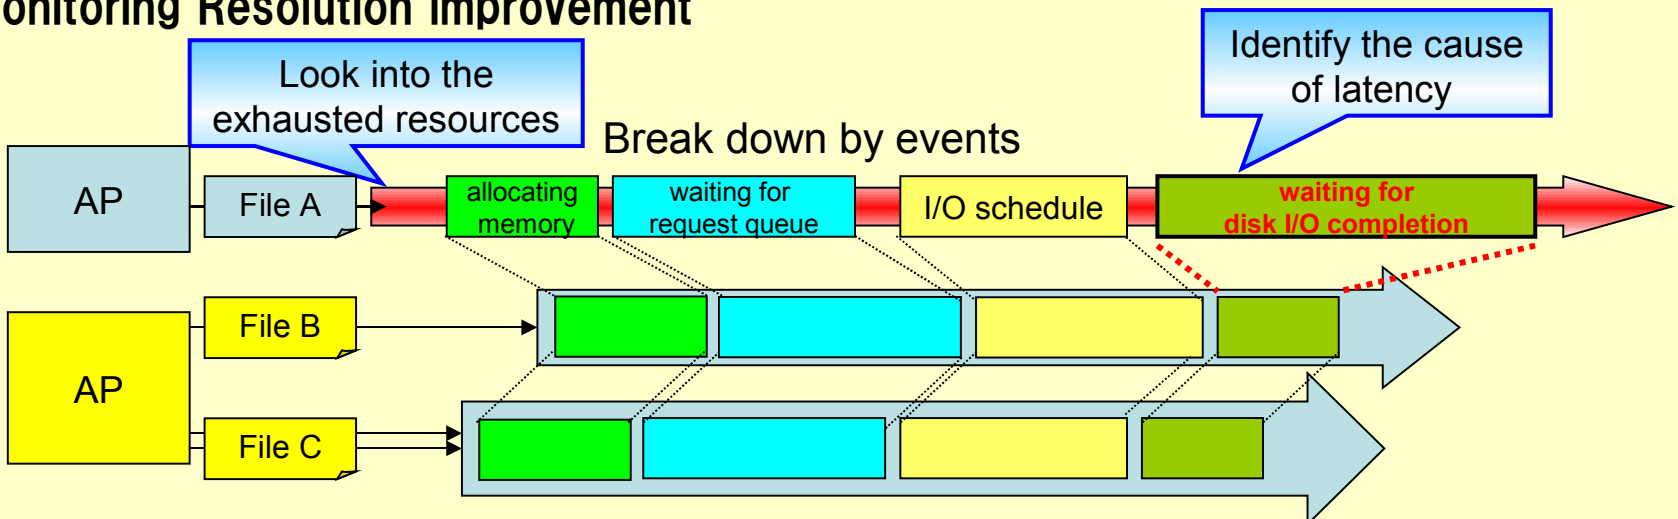 onitoring Resolution Improvement
Look into the
exhausted resources
Identify the cause
of latency
Break down by events
AP
File A
allocating
memory
waiting for
request queue
I/O schedule
waiting for
disk I/O completion
AP
File B
File C